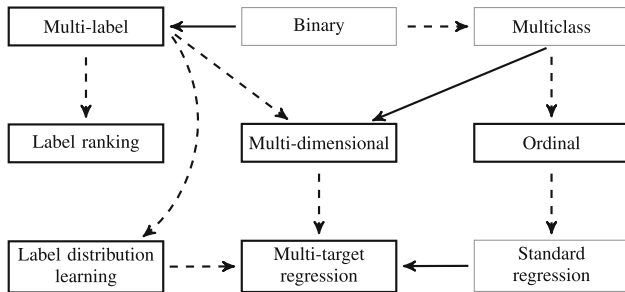 Multi-label
Binary
Multiclass
Label ranking
Multi-dimensional
Ordinal
Label distribution
learning
Multi-target
regression
Standard
regression